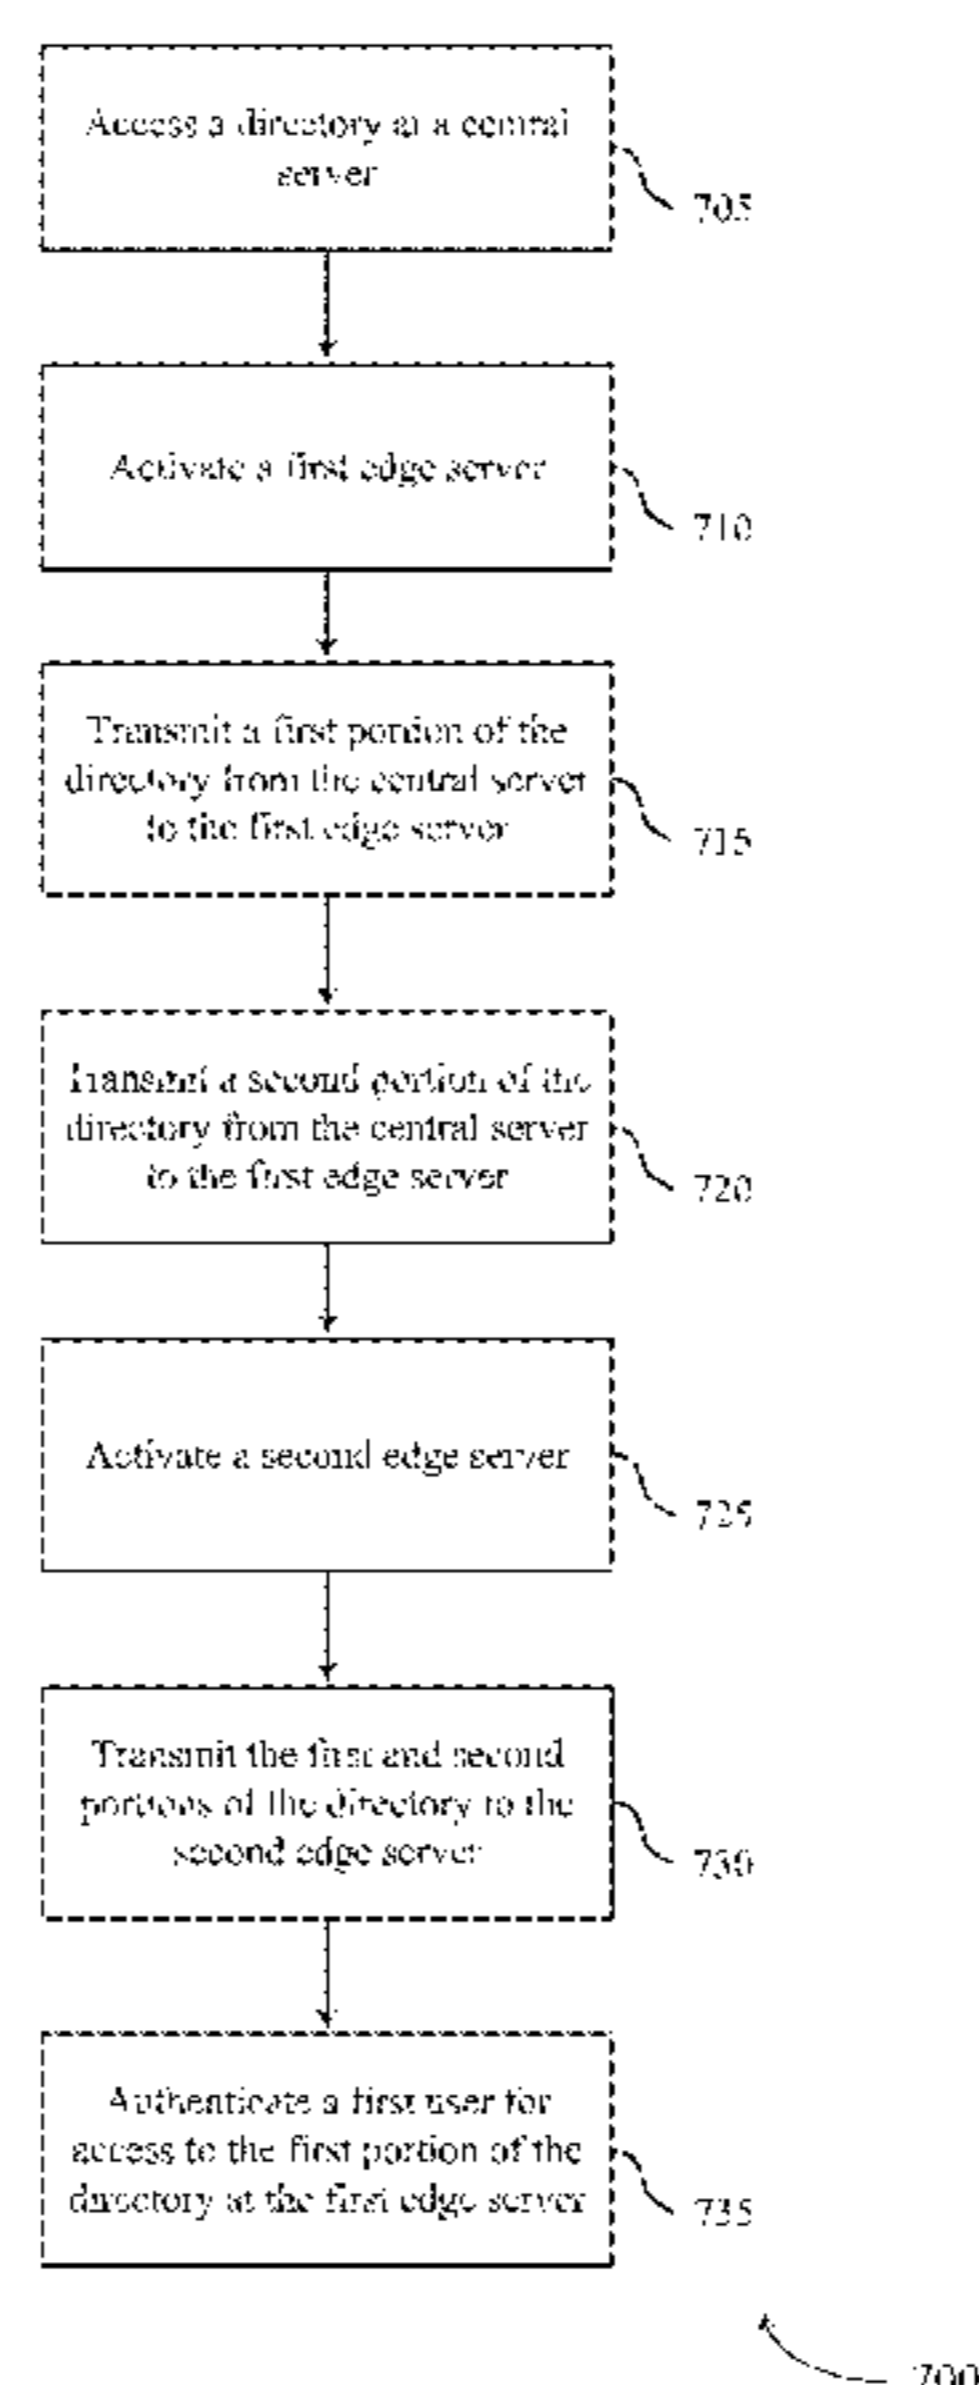 Access a directory at a central
server
705
Activate a first edge server
710
Transmit a first portion of the
directory from the central server
to the first edge server
715
Transmit a second portion of the
directory from the central server
to the first edge server
720
Activate a second edge server
725
Transmit the first and second
portions of the directory to the
second edge server
730
Authenticate a first user for
access to the first portion of the
directory at the first edge server
735
700